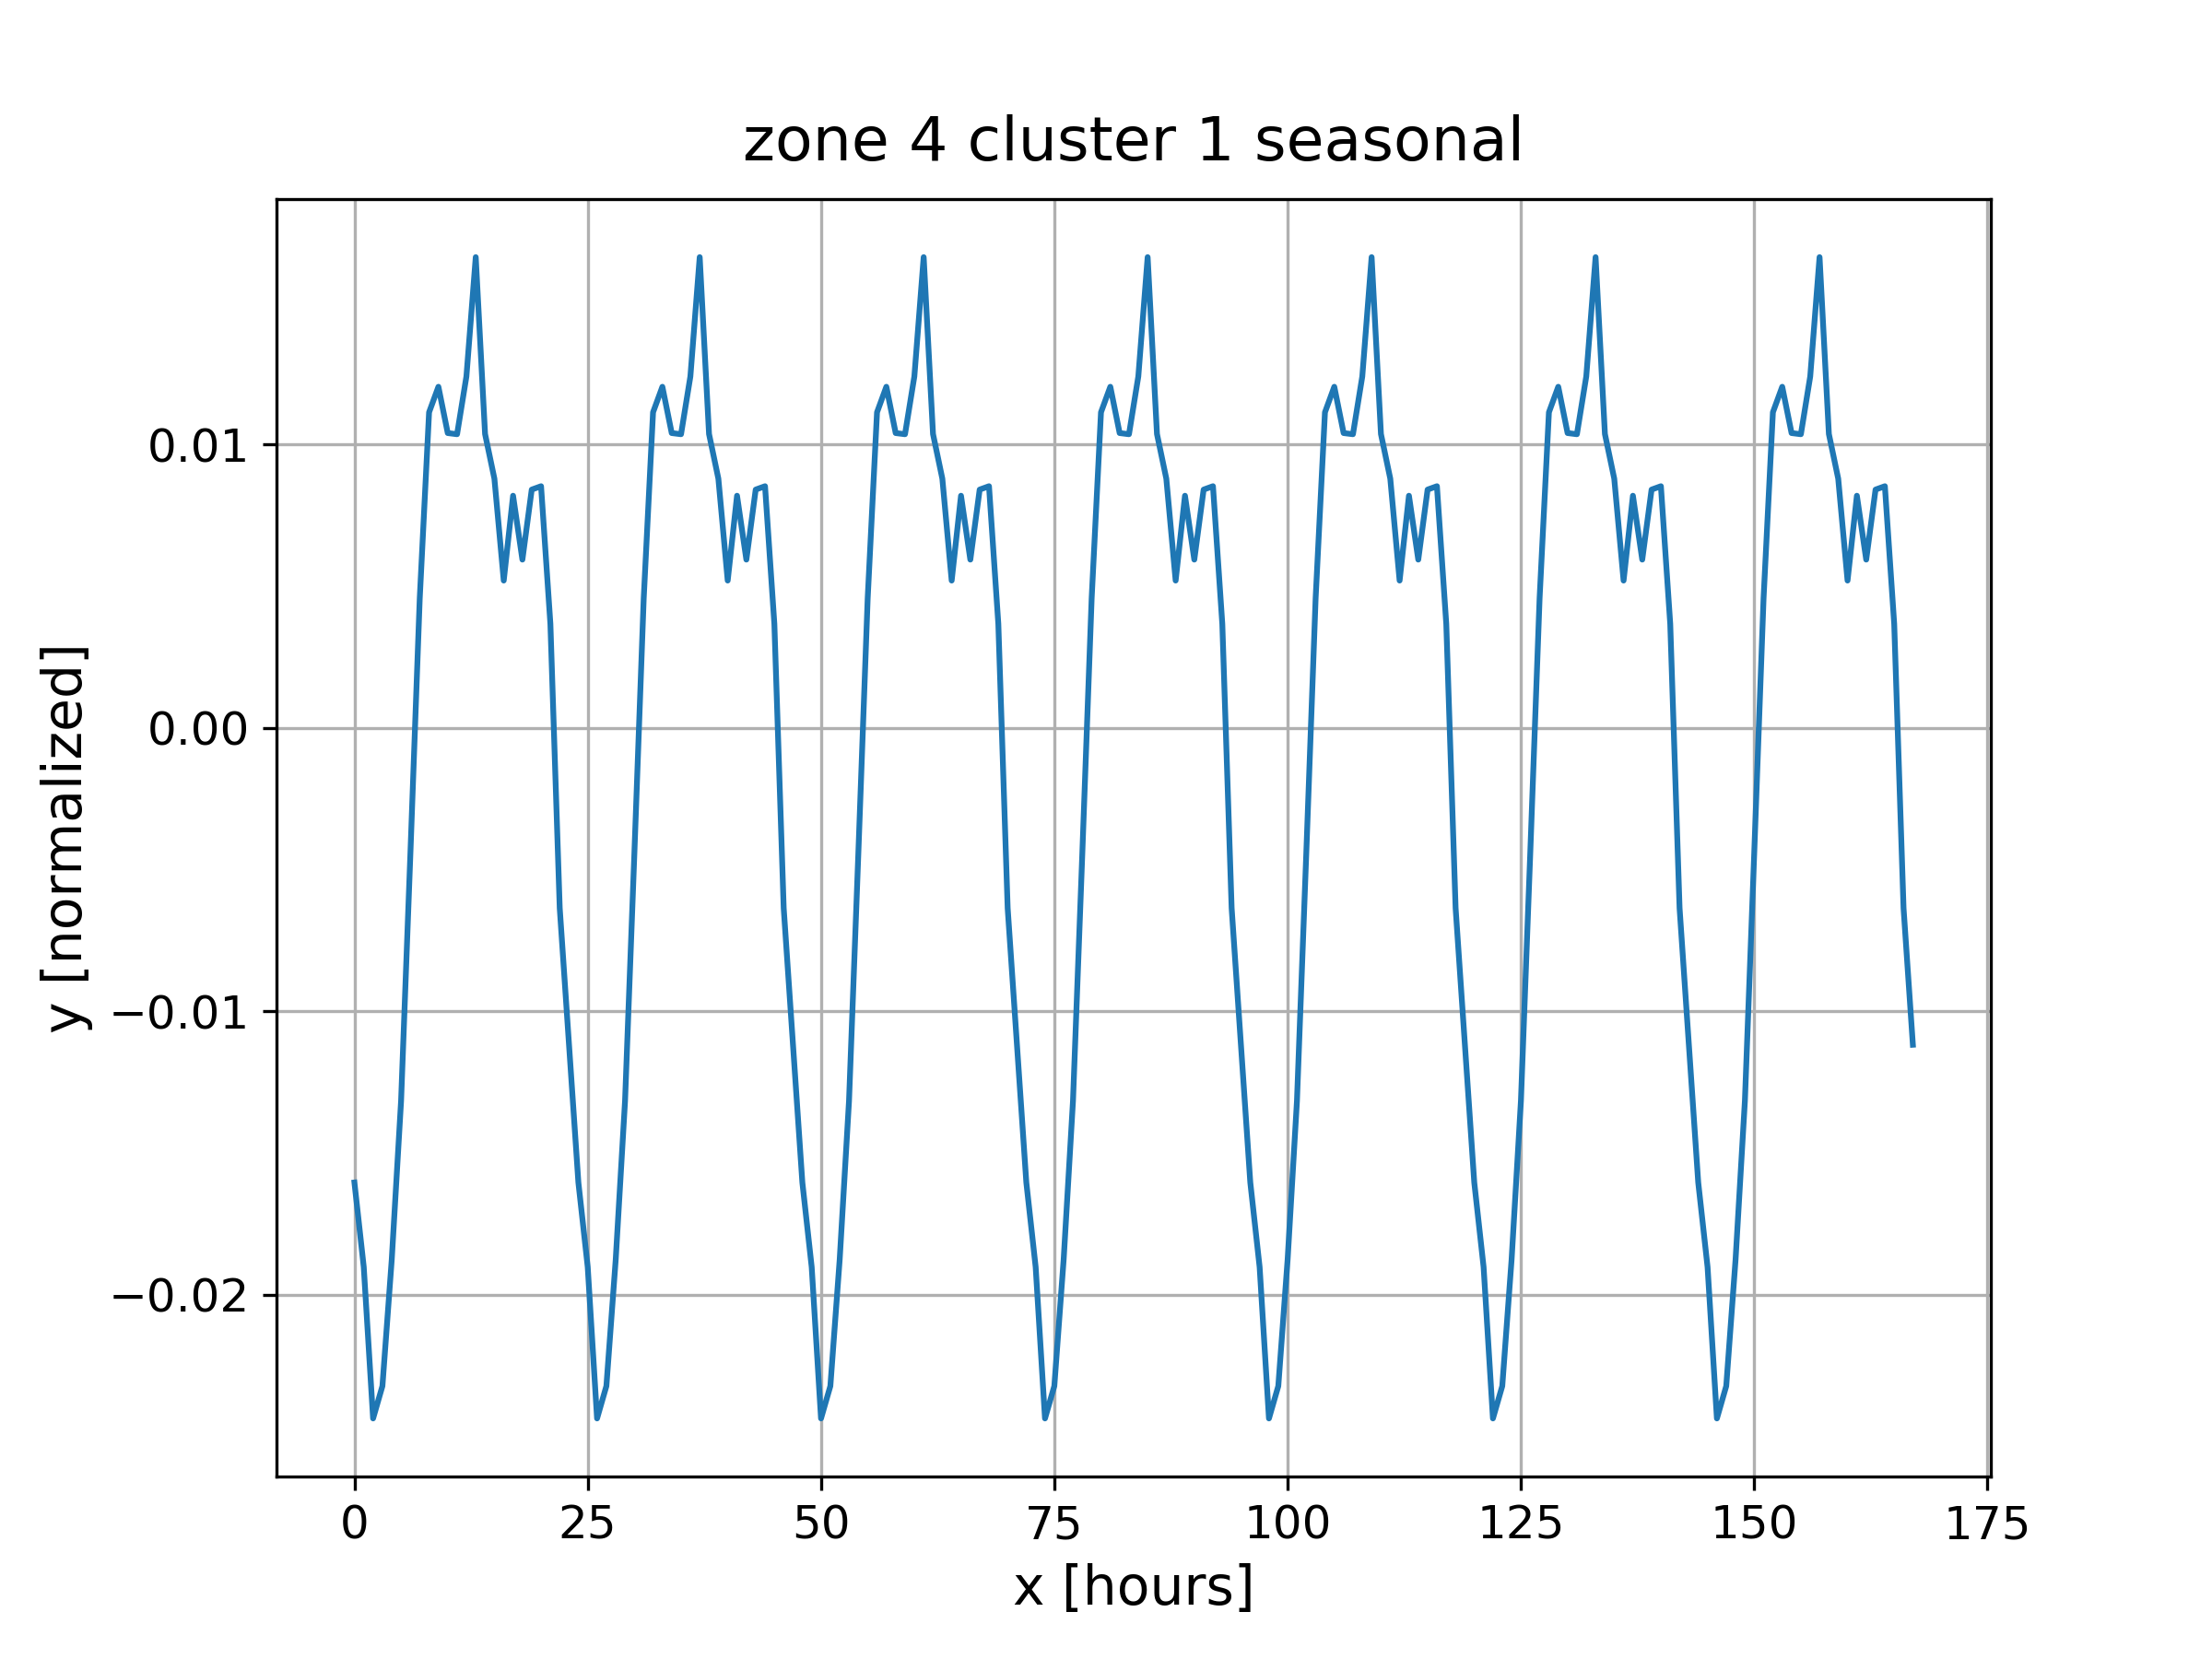 zone 4 cluster 1 seasonal
y [normalized]
0.01
0.00
−0.01
−0.02
0 25 50 75 100 125 150 175
x [hours]